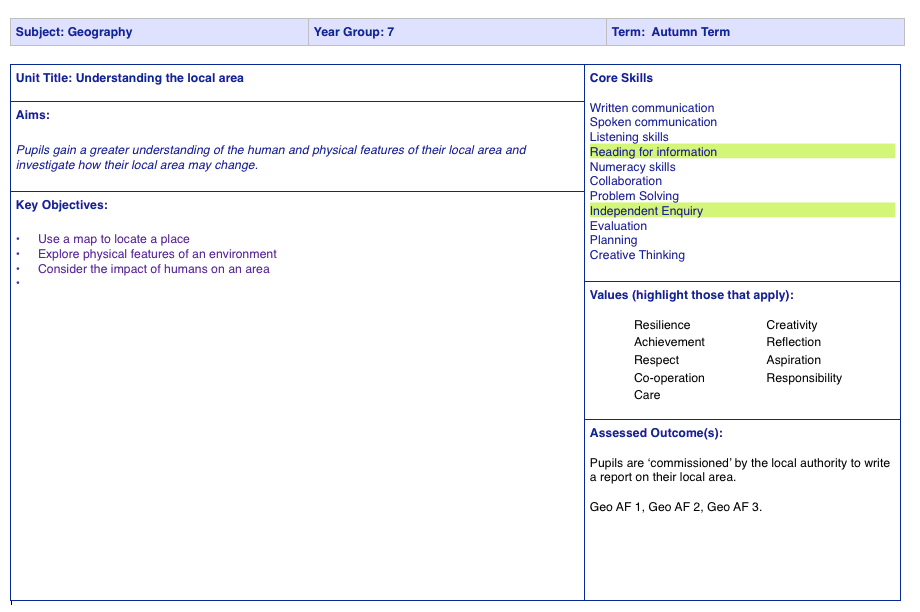 Subject: Geography
Year Group: 7
Term:  Autumn Term
Unit Title: Understanding the local area
Aims:
Pupils gain a greater understanding of the human and physical features of their local area and
investigate how their local area may change.
Key Objectives:
• Use a map to locate a place
• Explore physical features of an environment
• Consider the impact of humans on an area
•
Core Skills
Written communication
Spoken communication
Listening skills
Reading for information
Numeracy skills
Collaboration
Problem Solving
Independent Enquiry
Evaluation
Planning
Creative Thinking
Values (highlight those that apply):
Resilience
Achievement
Respect
Co-operation
Care
Creativity
Reflection
Aspiration
Responsibility
Assessed Outcome(s):
Pupils are ‘commissioned’ by the local authority to write
a report on their local area.
Geo AF 1, Geo AF 2, Geo AF 3.